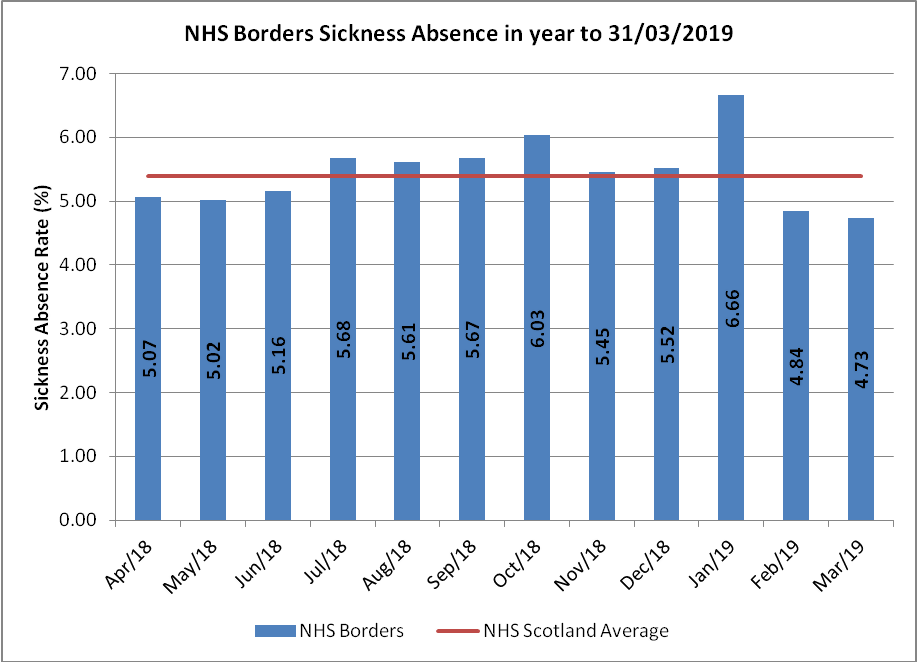 NHS Borders Sickness Absence in year to 31/03/2019
Sickness Absence Rate (%)
7.00
6.00
5.00
4.00
3.00
2.00
1.00
0.00
5.07
5.02
5.16
5.68
5.61
5.67
6.03
5.45
5.52
6.66
4.84
4.73
Apr/18
May/18
Jun/18
Jul/18
Aug/18
Sep/18
Oct/18
Nov/18
Dec/18
Jan/19
Feb/19
Mar/19
NHS Borders
NHS Scotland Average